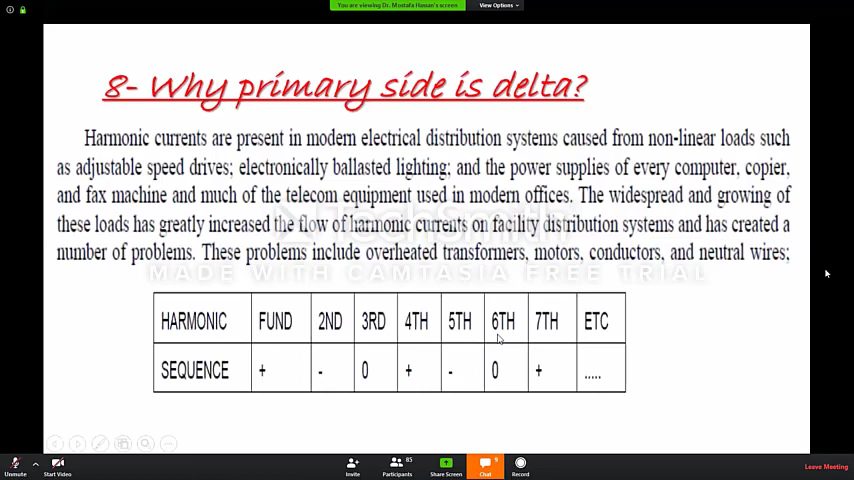 You are viewing Dr. Mostafa Hussan's screen
View Options
8- Why primary side is delta?
Harmonic currents are present in modern electrical distribution systems caused from non-linear loads such
as adjustable speed drives; electronically ballasted lighting; and the power supplies of every computer, copier,
and fax machine and much of the telecom equipment used in modern offices. The widespread and growing of
these loads has greatly increased the flow of harmonic currents on facility distribution systems and has created a
number of problems. These problems include overheated transformers, motors, conductors, and neutral wires;
TechSmith
MADE WITH CAMTASIA FREE TRIAL
HARMONIC FUND 2ND 3RD 4TH 5TH 6TH 7TH ETC
SEQUENCE + - 0 + - 0 + .....
85
9
Unmute Start Video Invite Participants Share Screen Chat Record Leave Meeting